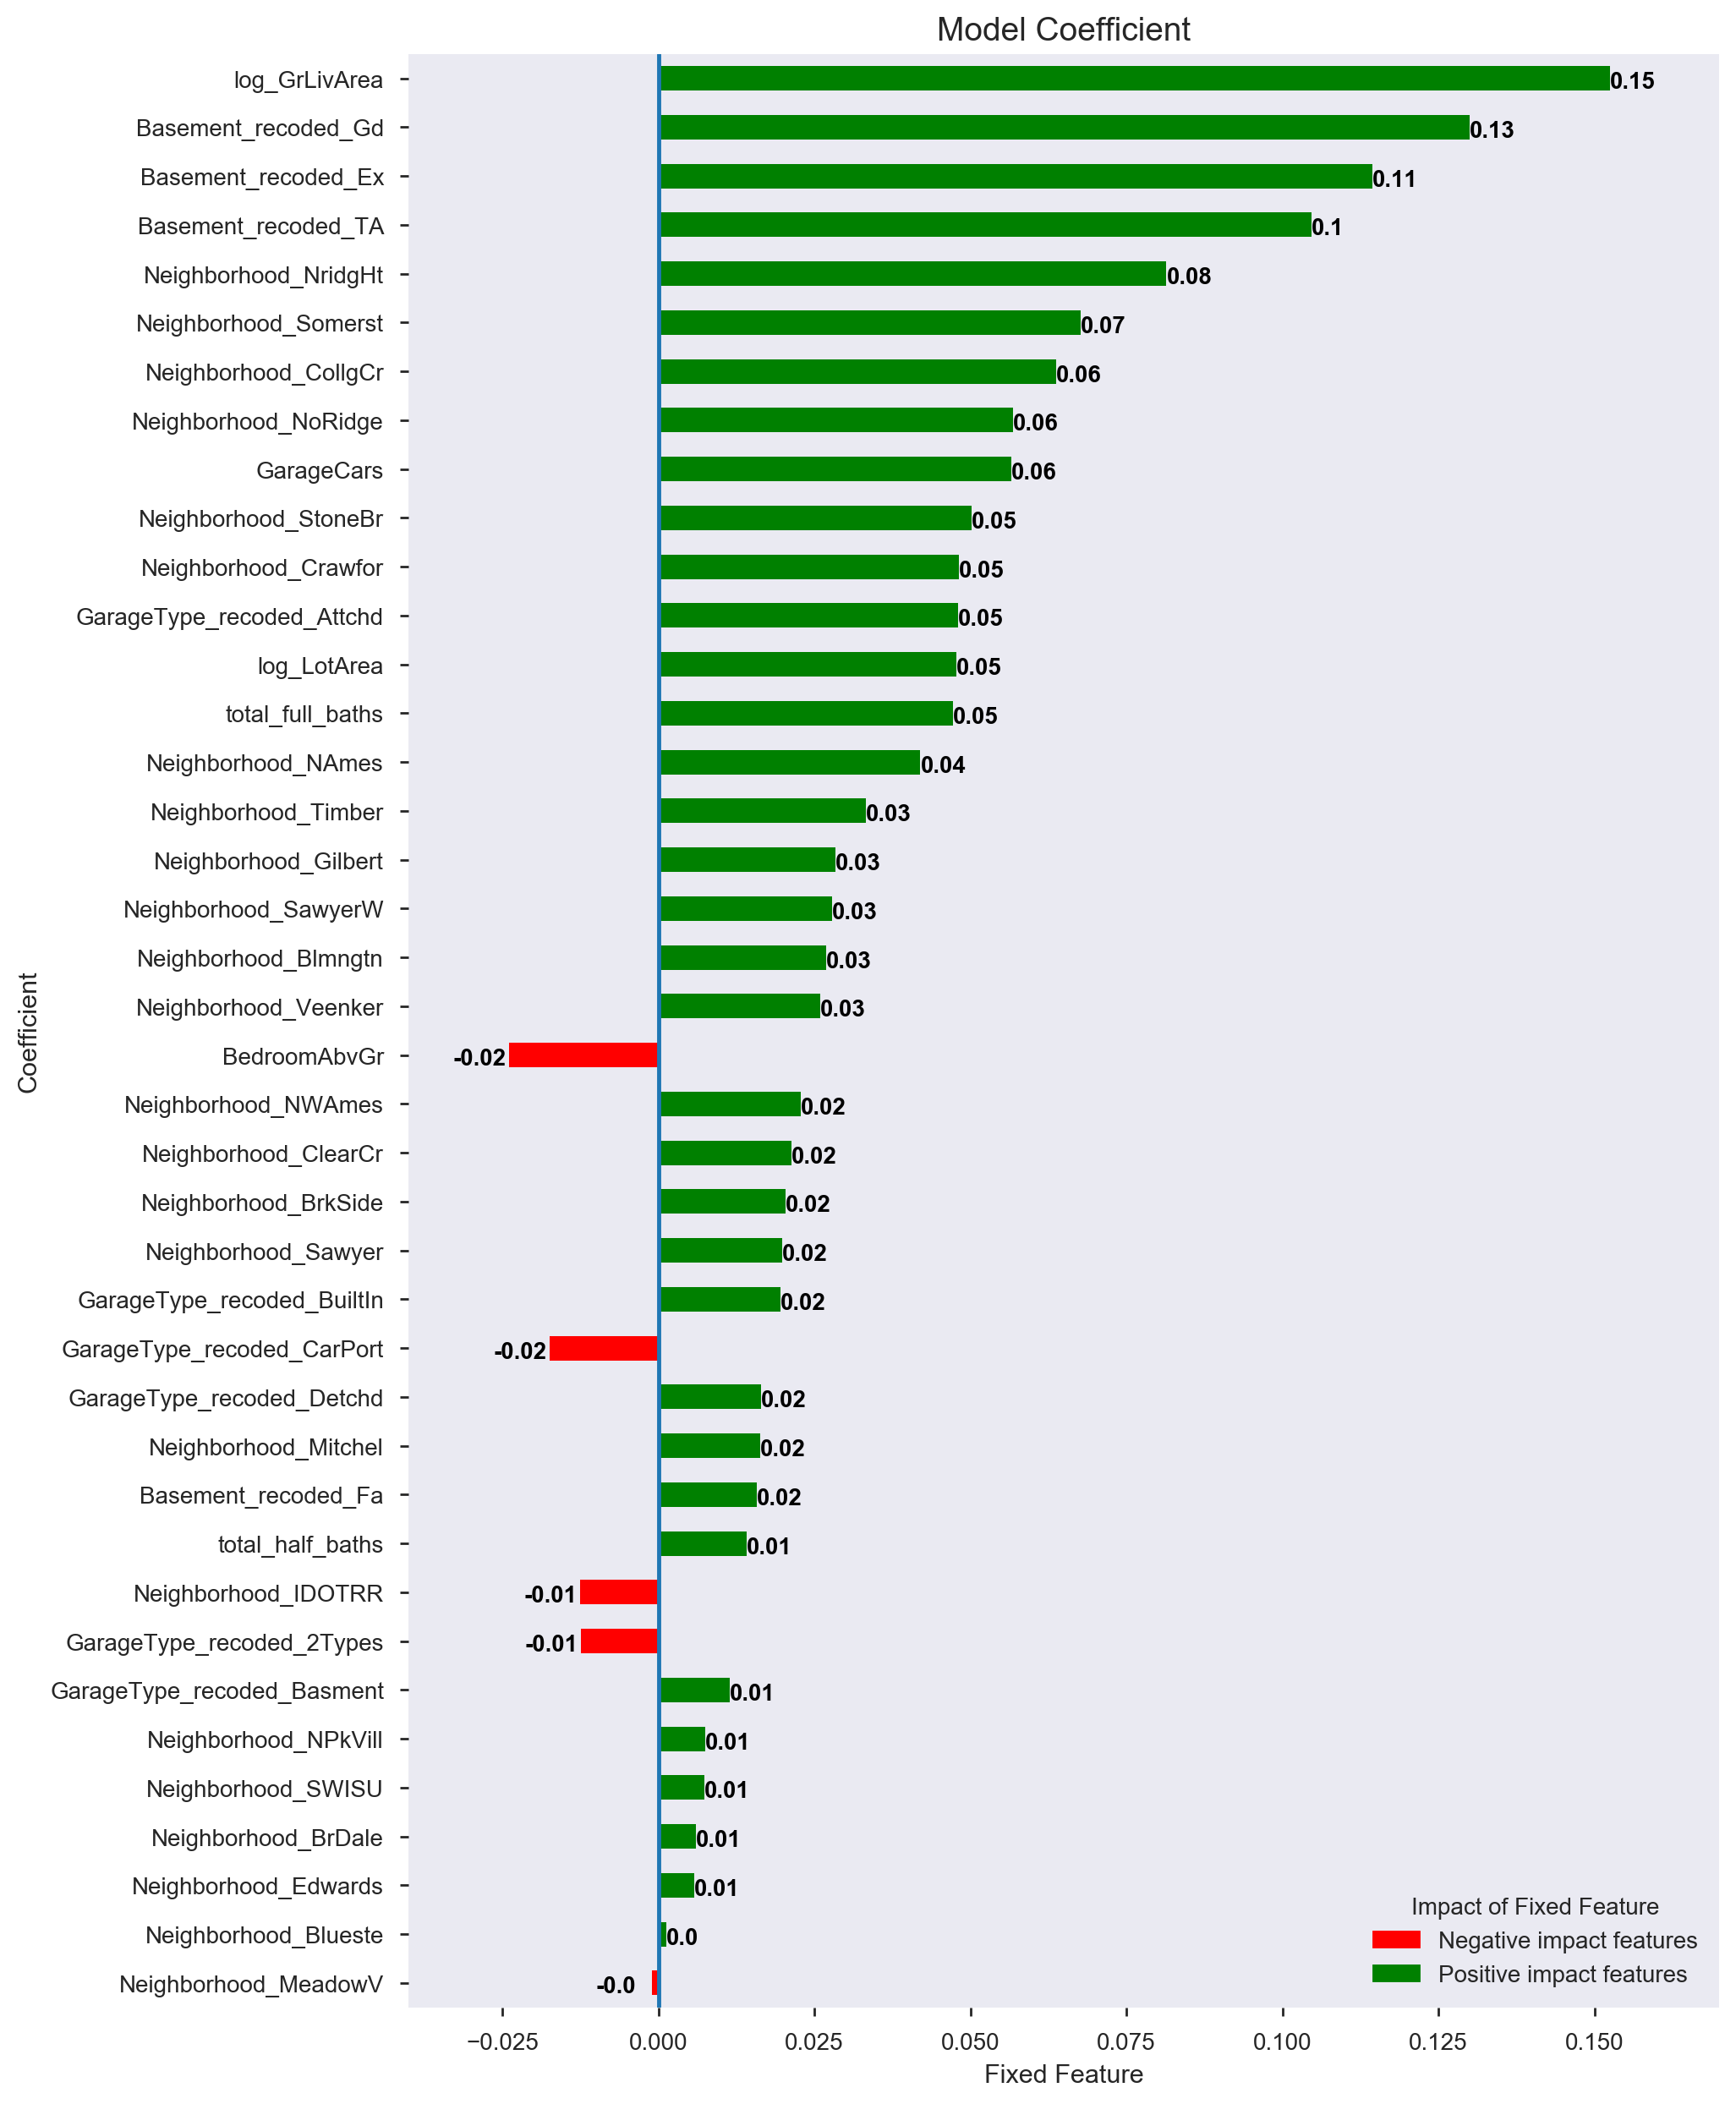 Model Coefficient
log_GrLivArea 0.15
Basement_recoded_Gd 0.13
Basement_recoded_Ex 0.11
Basement_recoded_TA 0.1
Neighborhood_NridgHt 0.08
Neighborhood_Somerst 0.07
Neighborhood_CollgCr 0.06
Neighborhood_NoRidge 0.06
GarageCars 0.06
Neighborhood_StoneBr 0.05
Neighborhood_Crawfor 0.05
GarageType_recoded_Attchd 0.05
log_LotArea 0.05
total_full_baths 0.05
Neighborhood_NAmes 0.04
Neighborhood_Timber 0.03
Neighborhood_Gilbert 0.03
Neighborhood_SawyerW 0.03
Neighborhood_Blmngtn 0.03
Neighborhood_Veenker 0.03
BedroomAbvGr -0.02
Neighborhood_NWAmes 0.02
Neighborhood_ClearCr 0.02
Neighborhood_BrkSide 0.02
Neighborhood_Sawyer 0.02
GarageType_recoded_BuiltIn 0.02
GarageType_recoded_CarPort -0.02
GarageType_recoded_Detchd 0.02
Neighborhood_Mitchel 0.02
Basement_recoded_Fa 0.02
total_half_baths 0.01
Neighborhood_IDOTRR -0.01
GarageType_recoded_2Types -0.01
GarageType_recoded_Basment 0.01
Neighborhood_NPkVill 0.01
Neighborhood_SWISU 0.01
Neighborhood_BrDale 0.01
Neighborhood_Edwards 0.01
Neighborhood_Blueste 0.0
Neighborhood_MeadowV -0.0
Coefficient
Impact of Fixed Feature
Negative impact features
Positive impact features
−0.025 0.000 0.025 0.050 0.075 0.100 0.125 0.150
Fixed Feature